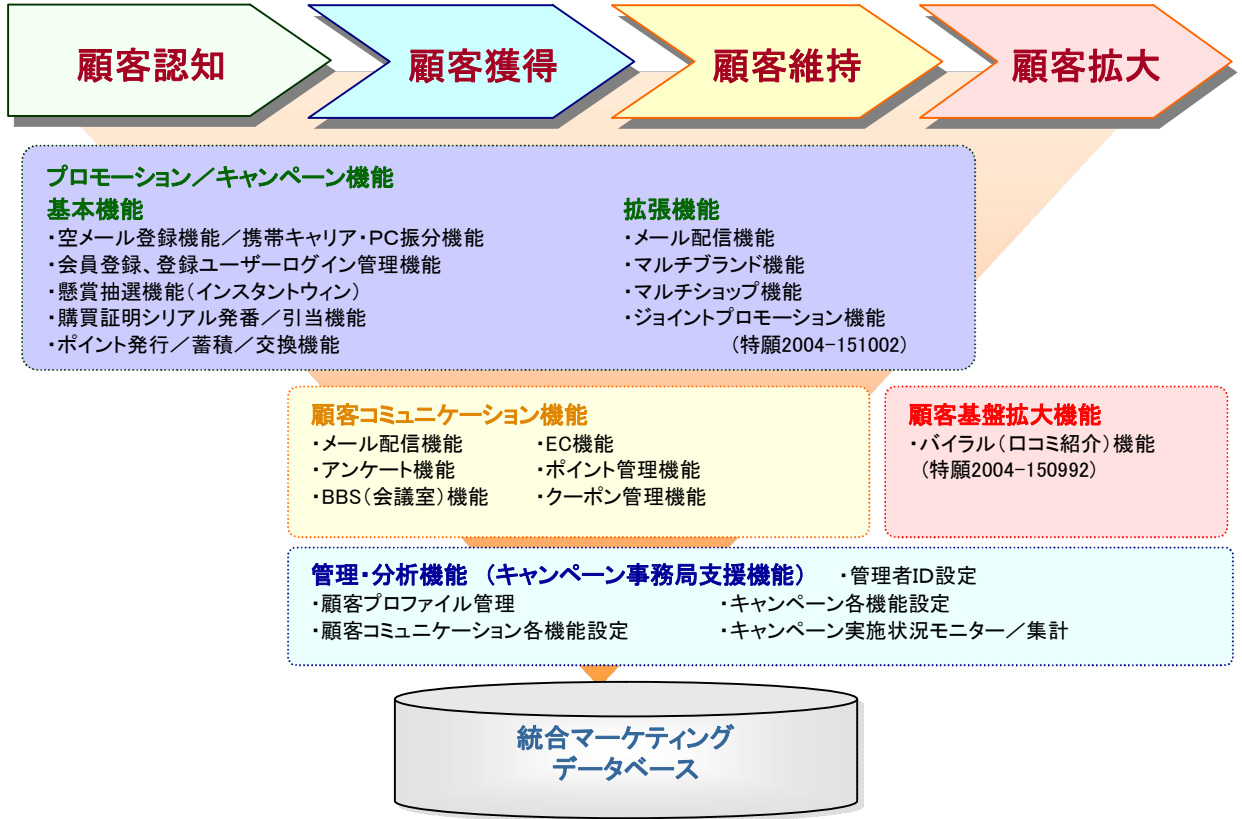 顧客認知
顧客獲得
顧客維持
顧客拡大
プロモーション／キャンペーン機能
基本機能
・空メール登録機能／携帯キャリア・PC振分機能
・会員登録、登録ユーザーログイン管理機能
・懸賞抽選機能（インスタントウィン）
・購買証明シリアル発番／引当機能
・ポイント発行／蓄積／交換機能
拡張機能
・メール配信機能
・マルチブランド機能
・マルチショップ機能
・ジョイントプロモーション機能
（特願2004-151002）
顧客コミュニケーション機能
・メール配信機能
・アンケート機能
・BBS（会議室）機能
・EC機能
・ポイント管理機能
・クーポン管理機能
顧客基盤拡大機能
・バイラル（口コミ紹介）機能
（特願2004-150992）
管理・分析機能 （キャンペーン事務局支援機能） ・管理者ID設定
・顧客プロファイル管理
・顧客コミュニケーション各機能設定
・キャンペーン各機能設定
・キャンペーン実施状況モニター／集計
統合マーケティング
データベース